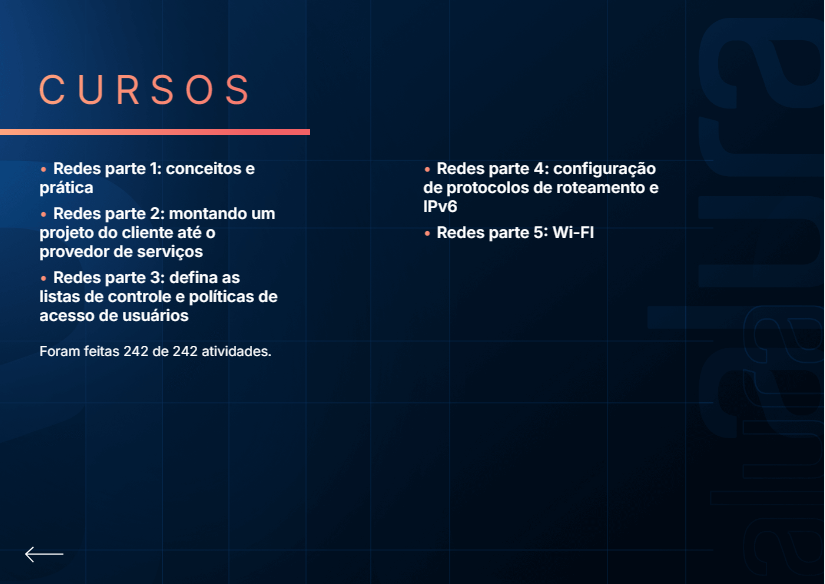 CURSOS
• Redes parte 1: conceitos e
prática
• Redes parte 2: montando um
projeto do cliente até o
provedor de serviços
• Redes parte 3: defina as
listas de controle e políticas de
acesso de usuários
Foram feitas 242 de 242 atividades.
• Redes parte 4: configuração
de protocolos de roteamento e
IPv6
• Redes parte 5: Wi-FI
alura
alura